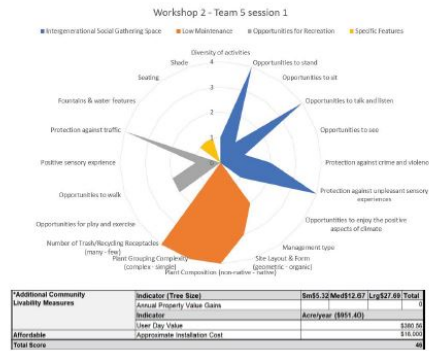 Workshop 2 - Team 5 session 1
Intergenerational Social Gathering Space
Low Maintenance
Opportunities for Recreation
Specific Features
Diversity of activities
Shade
Opportunities to stand
Seating
Opportunities to sit
Fountains & water features
Opportunities to talk and listen
Protection against traffic
Opportunities to see
Positive sensory exprience
Protection against crime and violenc
Opportunities to walk
Protection against unpleasant sensory
experiences
Opportunities for play and exercise
Opportunities to enjoy the positive
aspects of climate
Number of Trash/Recycling Receptacles
(many - few)
Management type
Plant Grouping Complexity
(complex - simple)
Site Layout & Form
(geometric - organic)
Plant Composition (non-native - native)
4
3
2
1
*Additional Community
Livability Measures
Indicator (Tree Size) Sm$5.32 Med$12.67 Lrg$27.69 Total
Annual Property Value Gains 0
Indicator Acre/year ($951.40)
User Day Value $380.56
Affordable Approximate Installation Cost
Total Score